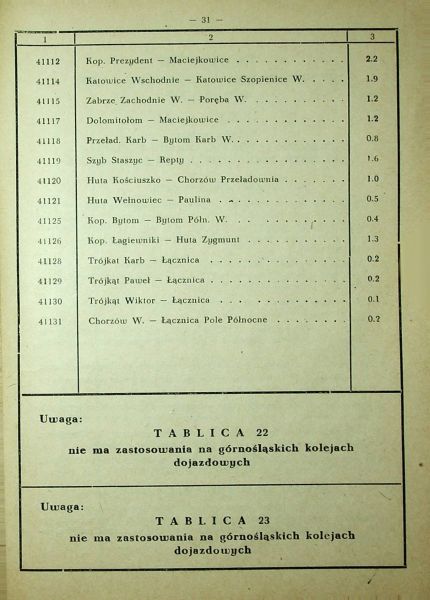 — 31 —
1 2 3
41112 Kop. Prezydent — Maciejkowice . . . . . . . . . . . 2.2
41114 Katowice Wschodnie — Katowice Szopienice W. . . . . 1.9
41115 Zabrze Zachodnie W. — Poręba W. . . . . . . . . . 1.2
41117 Dolomitołom — Maciejkowice . . . . . . . . . . . . 1.2
41118 Przeład. Karb — Bytom Karb W. . . . . . . . . . . . 0.8
41119 Szyb Staszyc — Repty . . . . . . . . . . . . . . . 1.6
41120 Huta Kościuszko — Chorzów Przeładownia . . . . . . 1.0
41121 Huta Wełnowiec — Paulina . . . . . . . . . . . . . 0.5
41125 Kop. Bytom — Bytom Półn. W. . . . . . . . . . . . 0.4
41126 Kop. Łagiewniki — Huta Zygmunt . . . . . . . . . . 1.3
41128 Trójkat Karb — Łącznica . . . . . . . . . . . . . 0.2
41129 Trójkąt Paweł — Łącznica . . . . . . . . . . . . . 0.2
41130 Trójkąt Wiktor — Łącznica . . . . . . . . . . . . 0.1
41131 Chorzów W. — Łącznica Pole Północne . . . . . . . 0.2
Uwaga:
TABLICA 22
nie ma zastosowania na górnośląskich kolejach
dojazdowych
Uwaga:
TABLICA 23
nie ma zastosowania na górnośląskich kolejach
dojazdowych